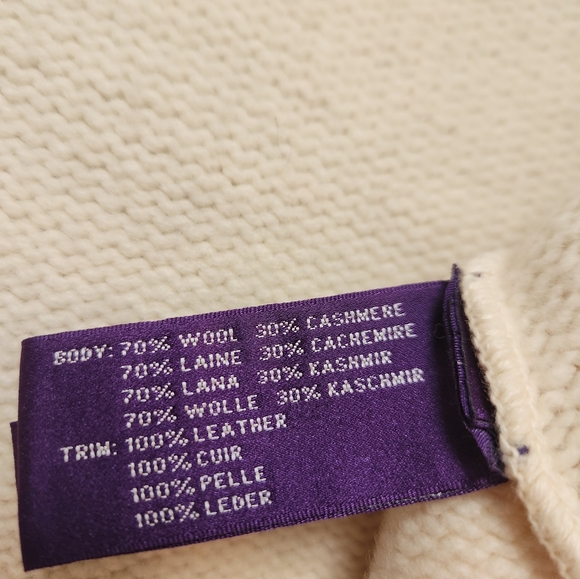 BODY: 70% WOOL 30% CASHMERE
70% LAINE 30% CACHEMIRE
70% LANA 30% KASHMIR
70% WOLLE 30% KASCHMIR
TRIM: 100% LEATHER
100% CUIR
100% PELLE
100% LEDER